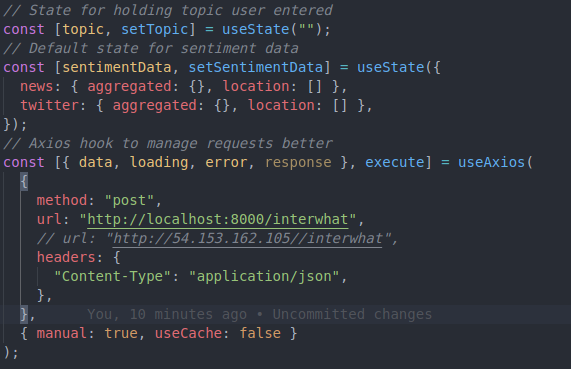 // State for holding topic user entered
const [topic, setTopic] = useState("");
// Default state for sentiment data
const [sentimentData, setSentimentData] = useState({
  news: { aggregated: {}, location: [] },
  twitter: { aggregated: {}, location: [] },
});
// Axios hook to manage requests better
const [{ data, loading, error, response }, execute] = useAxios(
  {
    method: "post",
    url: "http://localhost:8000/interwhat",
    // url: "http://54.153.162.105//interwhat",
    headers: {
      "Content-Type": "application/json",
    },
  },      You, 10 minutes ago • Uncommitted changes
  { manual: true, useCache: false }
);